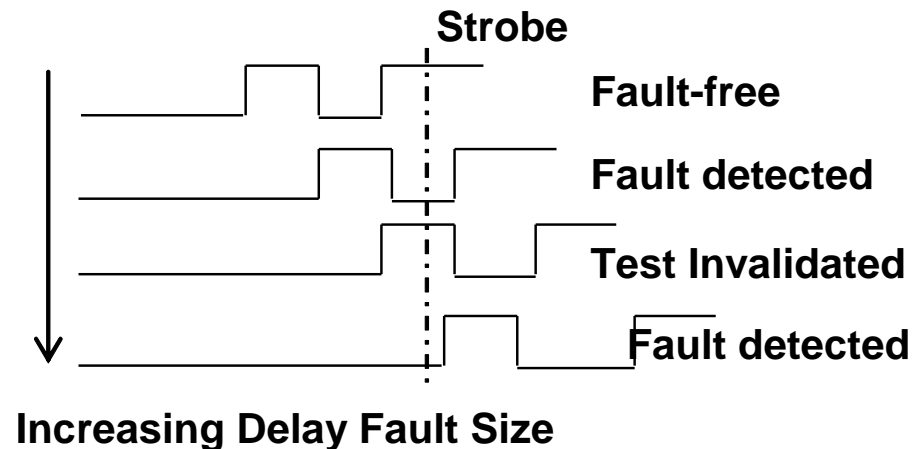 Strobe
Fault-free
Fault detected
Test Invalidated
Fault detected
Increasing Delay Fault Size